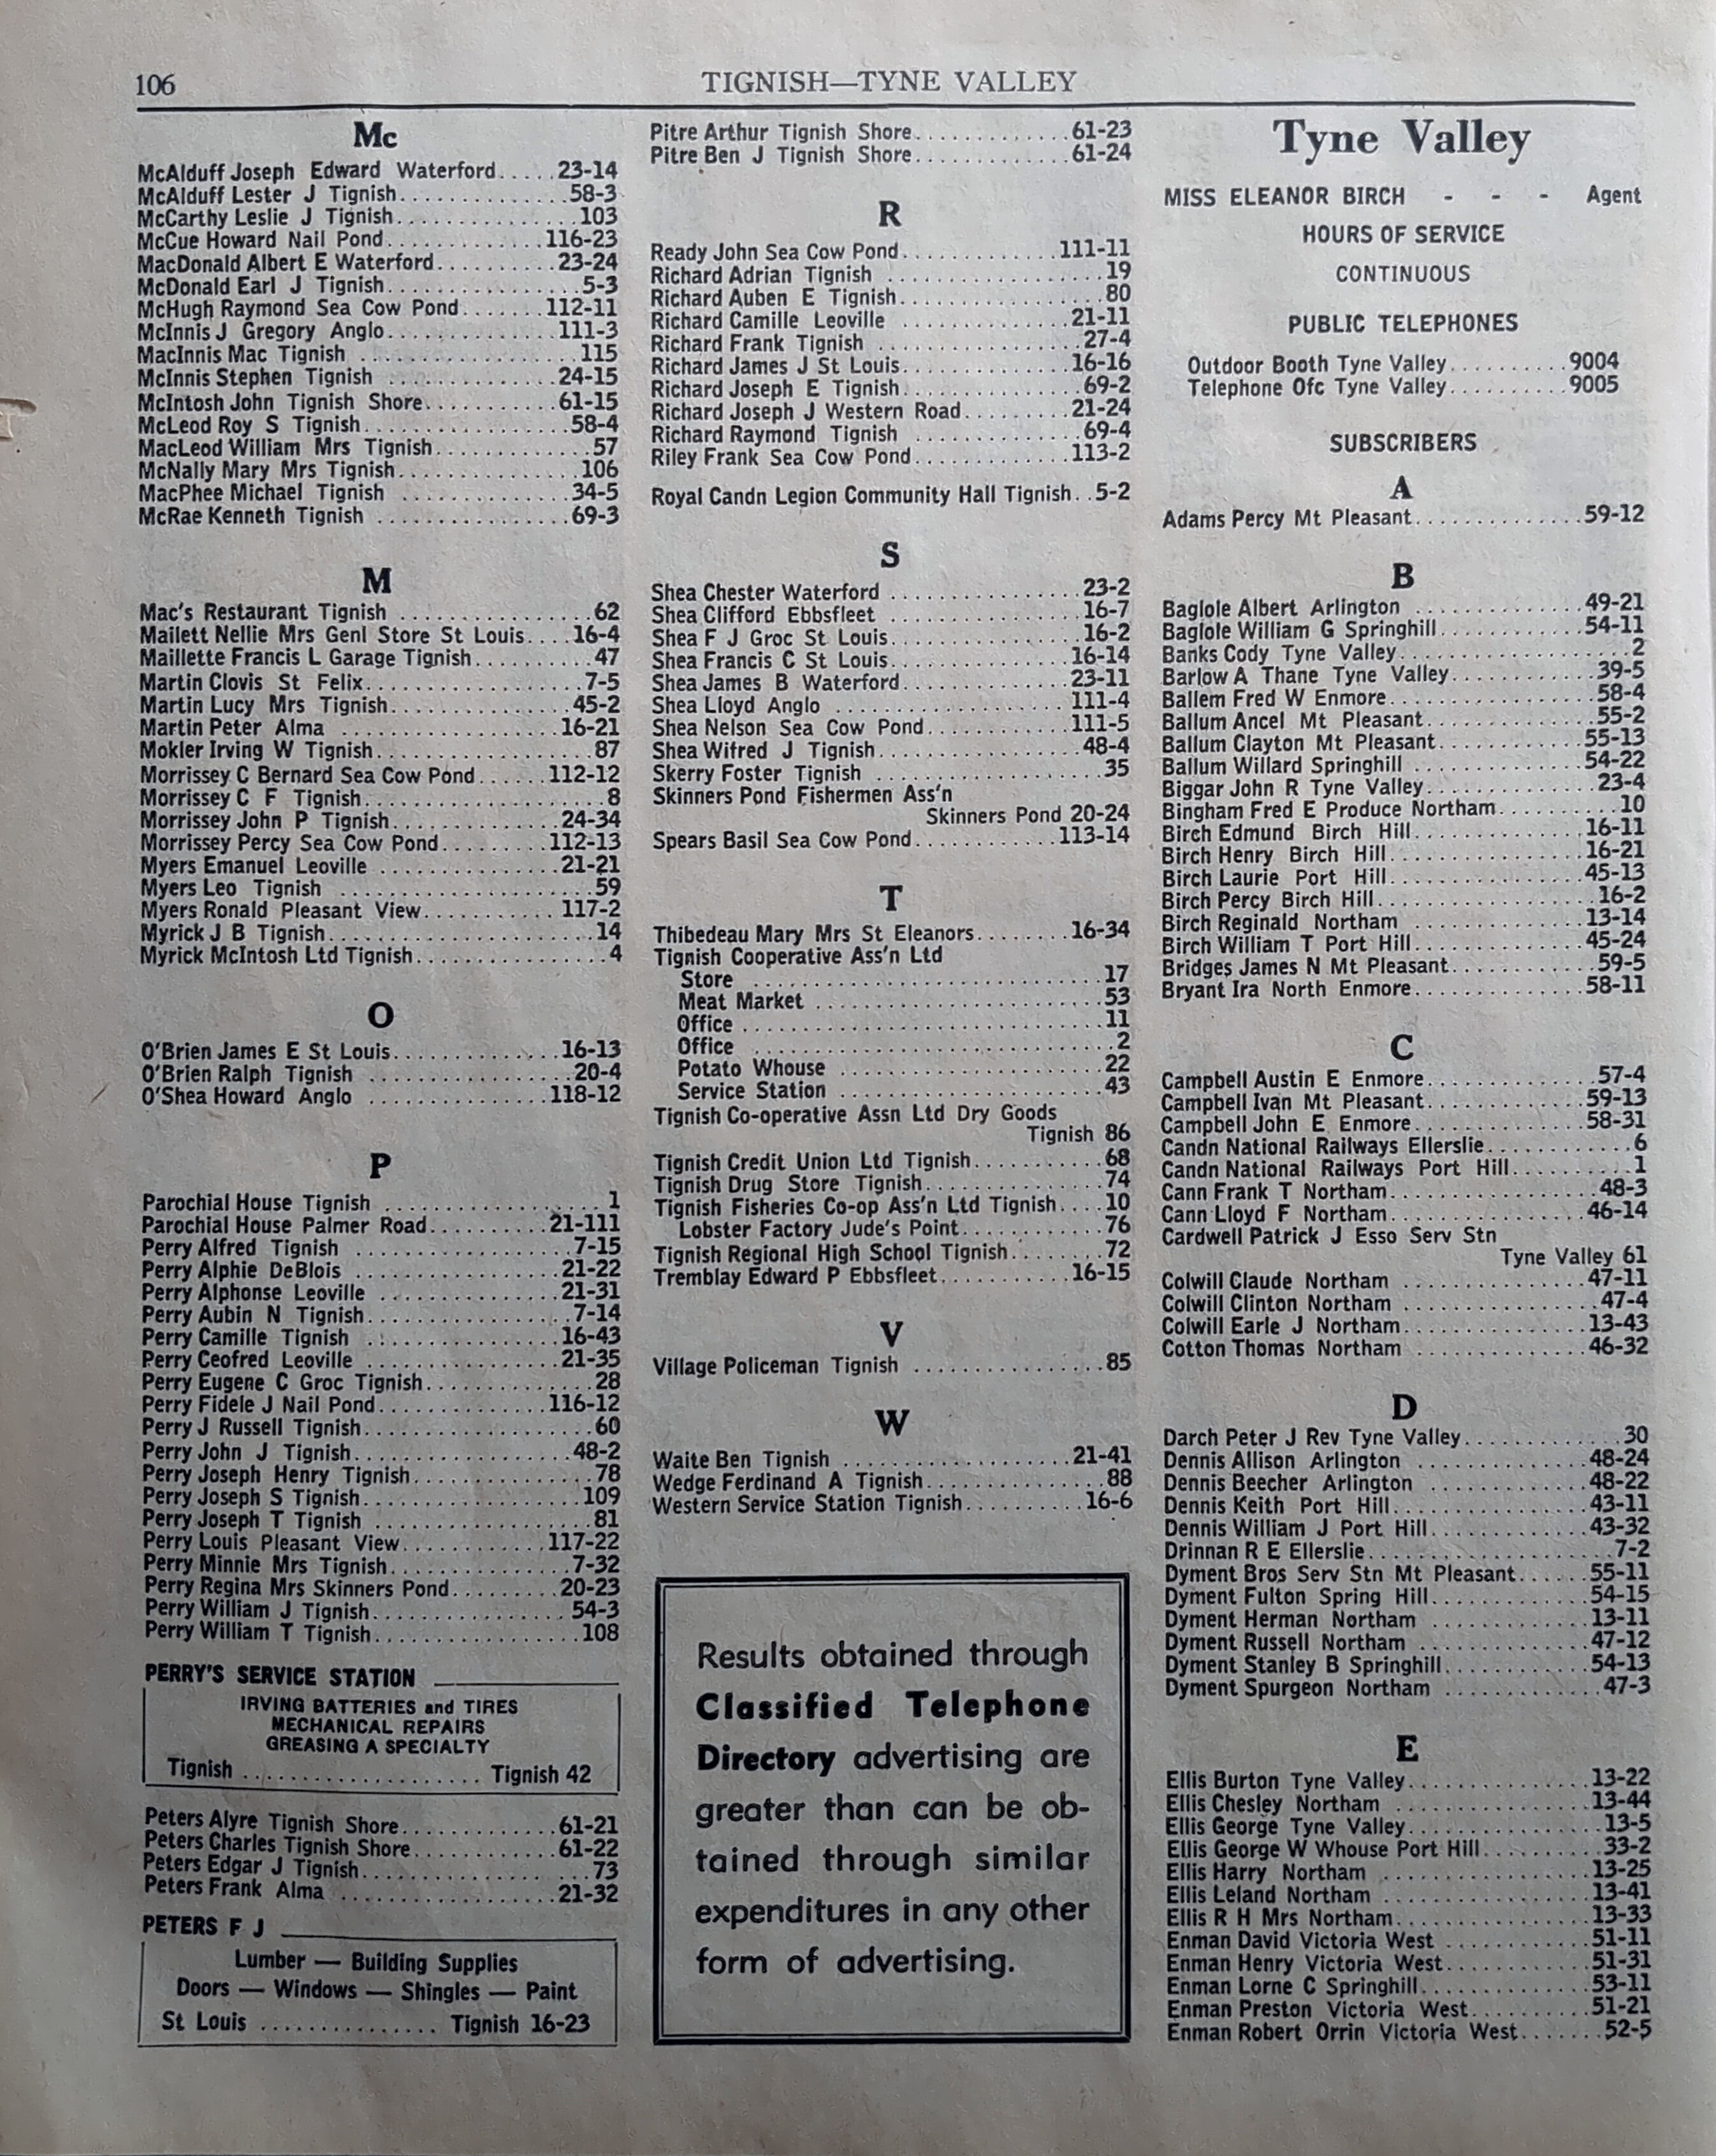 106
TIGNISH—TYNE VALLEY
Mc
McAlduff Joseph Edward Waterford.....23-14
McAlduff Lester J Tignish...............58-3
McCarthy Leslie J Tignish................103
McCue Howard Nail Pond..............116-23
MacDonald Albert E Waterford..........23-24
McDonald Earl J Tignish..................5-3
McHugh Raymond Sea Cow Pond.......112-11
McInnis J Gregory Anglo...............111-3
MacInnis Mac Tignish ....................115
McInnis Stephen Tignish ...............24-15
McIntosh John Tignish Shore...........61-15
McLeod Roy S Tignish..................58-4
MacLeod William Mrs Tignish..............57
McNally Mary Mrs Tignish................106
MacPhee Michael Tignish ...............34-5
McRae Kenneth Tignish .................69-3
M
Mac's Restaurant Tignish .................62
Mailett Nellie Mrs Genl Store St Louis....16-4
Maillette Francis L Garage Tignish..........47
Martin Clovis St Felix...................7-5
Martin Lucy Mrs Tignish................45-2
Martin Peter Alma ....................16-21
Mokler Irving W Tignish...................87
Morrissey C Bernard Sea Cow Pond......112-12
Morrissey C F Tignish.....................8
Morrissey John P Tignish...............24-34
Morrissey Percy Sea Cow Pond.........112-13
Myers Emanuel Leoville ................21-21
Myers Leo Tignish .......................59
Myers Ronald Pleasant View...........117-2
Myrick J B Tignish.......................14
Myrick McIntosh Ltd Tignish................4
O
O'Brien James E St Louis...............16-13
O'Brien Ralph Tignish ..................20-4
O'Shea Howard Anglo ................118-12
P
Parochial House Tignish ....................1
Parochial House Palmer Road..........21-111
Perry Alfred Tignish ....................7-15
Perry Alphie DeBlois ..................21-22
Perry Alphonse Leoville ................21-31
Perry Aubin N Tignish..................7-14
Perry Camille Tignish .................16-43
Perry Ceofred Leoville .................21-35
Perry Eugene C Groc Tignish...............28
Perry Fidele J Nail Pond...............116-12
Perry J Russell Tignish....................60
Perry John J Tignish...................48-2
Perry Joseph Henry Tignish................78
Perry Joseph S Tignish...................109
Perry Joseph T Tignish ....................81
Perry Louis Pleasant View.............117-22
Perry Minnie Mrs Tignish................7-32
Perry Regina Mrs Skinners Pond.........20-23
Perry William J Tignish.................54-3
Perry William T Tignish..................108
PERRY'S SERVICE STATION
IRVING BATTERIES and TIRES
MECHANICAL REPAIRS
GREASING A SPECIALTY
Tignish .................... Tignish 42
Peters Alyre Tignish Shore..............61-21
Peters Charles Tignish Shore............61-22
Peters Edgar J Tignish....................73
Peters Frank Alma ...................21-32
PETERS F J
Lumber — Building Supplies
Doors — Windows — Shingles — Paint
St Louis ............... Tignish 16-23
Pitre Arthur Tignish Shore.............61-23
Pitre Ben J Tignish Shore.............61-24
R
Ready John Sea Cow Pond.............111-11
Richard Adrian Tignish ...................19
Richard Auben E Tignish..................80
Richard Camille Leoville ...............21-11
Richard Frank Tignish ..................27-4
Richard James J St Louis...............16-16
Richard Joseph E Tignish...............69-2
Richard Joseph J Western Road.........21-24
Richard Raymond Tignish ...............69-4
Riley Frank Sea Cow Pond.............113-2
Royal Candn Legion Community Hall Tignish..5-2
S
Shea Chester Waterford .................23-2
Shea Clifford Ebbsfleet .................16-7
Shea F J Groc St Louis.................16-2
Shea Francis C St Louis...............16-14
Shea James B Waterford...............23-11
Shea Lloyd Anglo .....................111-4
Shea Nelson Sea Cow Pond............111-5
Shea Wifred J Tignish..................48-4
Skerry Foster Tignish ....................35
Skinners Pond Fishermen Ass'n
Skinners Pond 20-24
Spears Basil Sea Cow Pond............113-14
T
Thibedeau Mary Mrs St Eleanors........16-34
Tignish Cooperative Ass'n Ltd
Store ...............................17
Meat Market .........................53
Office ................................11
Office ................................2
Potato Whouse .......................22
Service Station .......................43
Tignish Co-operative Assn Ltd Dry Goods
Tignish 86
Tignish Credit Union Ltd Tignish...........68
Tignish Drug Store Tignish................74
Tignish Fisheries Co-op Ass'n Ltd Tignish....10
Lobster Factory Jude's Point............76
Tignish Regional High School Tignish........72
Tremblay Edward P Ebbsfleet...........16-15
V
Village Policeman Tignish .................85
W
Waite Ben Tignish ....................21-41
Wedge Ferdinand A Tignish................88
Western Service Station Tignish..........16-6
Results obtained through
Classified Telephone
Directory advertising are
greater than can be ob-
tained through similar
expenditures in any other
form of advertising.
Tyne Valley
MISS ELEANOR BIRCH - - - Agent
HOURS OF SERVICE
CONTINUOUS
PUBLIC TELEPHONES
Outdoor Booth Tyne Valley..........9004
Telephone Ofc Tyne Valley..........9005
SUBSCRIBERS
A
Adams Percy Mt Pleasant..............59-12
B
Baglole Albert Arlington ...............49-21
Baglole William G Springhill.............54-11
Banks Cody Tyne Valley....................2
Barlow A Thane Tyne Valley............39-5
Ballem Fred W Enmore.................58-4
Ballum Ancel Mt Pleasant..............55-2
Ballum Clayton Mt Pleasant............55-13
Ballum Willard Springhill ..............54-22
Biggar John R Tyne Valley..............23-4
Bingham Fred E Produce Northam.........10
Birch Edmund Birch Hill...............16-11
Birch Henry Birch Hill.................16-21
Birch Laurie Port Hill.................45-13
Birch Percy Birch Hill..................16-2
Birch Reginald Northam ...............13-14
Birch William T Port Hill..............45-24
Bridges James N Mt Pleasant............59-5
Bryant Ira North Enmore...............58-11
C
Campbell Austin E Enmore..............57-4
Campbell Ivan Mt Pleasant.............59-13
Campbell John E Enmore..............58-31
Candn National Railways Ellerslie............6
Candn National Railways Port Hill..........1
Cann Frank T Northam.................48-3
Cann Lloyd F Northam................46-14
Cardwell Patrick J Esso Serv Stn
Tyne Valley 61
Colwill Claude Northam ...............47-11
Colwill Clinton Northam ................47-4
Colwill Earle J Northam...............13-43
Cotton Thomas Northam ..............46-32
D
Darch Peter J Rev Tyne Valley.............30
Dennis Allison Arlington ...............48-24
Dennis Beecher Arlington ..............48-22
Dennis Keith Port Hill.................43-11
Dennis William J Port Hill.............43-32
Drinnan R E Ellerslie....................7-2
Dyment Bros Serv Stn Mt Pleasant......55-11
Dyment Fulton Spring Hill.............54-15
Dyment Herman Northam .............13-11
Dyment Russell Northam ..............47-12
Dyment Stanley B Springhill............54-13
Dyment Spurgeon Northam .............47-3
E
Ellis Burton Tyne Valley...............13-22
Ellis Chesley Northam ................13-44
Ellis George Tyne Valley................13-5
Ellis George W Whouse Port Hill.........33-2
Ellis Harry Northam .................13-25
Ellis Leland Northam .................13-41
Ellis R H Mrs Northam................13-33
Enman David Victoria West ...........51-11
Enman Henry Victoria West............51-31
Enman Lorne C Springhill..............53-11
Enman Preston Victoria West..........51-21
Enman Robert Orrin Victoria West.......52-5